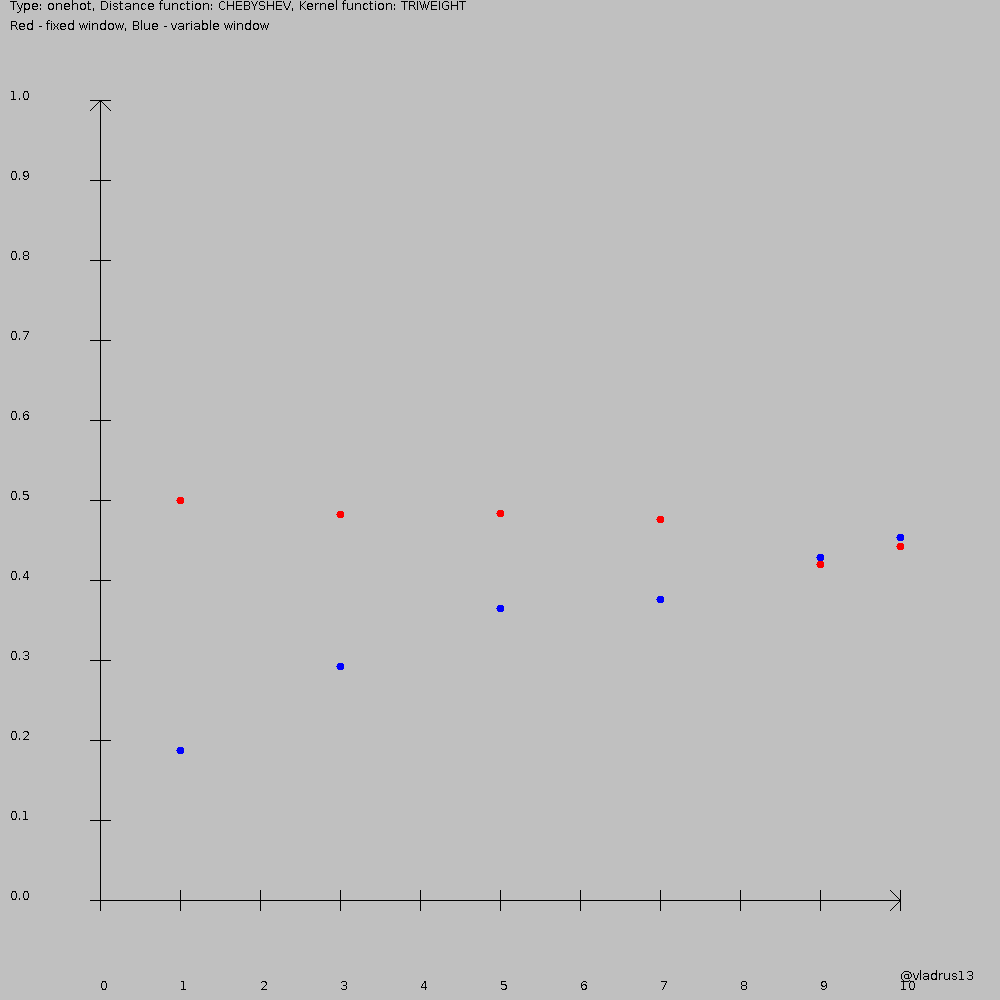 Type: onehot, Distance function: CHEBYSHEV, Kernel function: TRIWEIGHT
Red - fixed window, Blue - variable window
1.0
0.9
0.8
0.7
0.6
0.5
0.4
0.3
0.2
0.1
0.0
@vladrus13
0 1 2 3 4 5 6 7 8 9 10